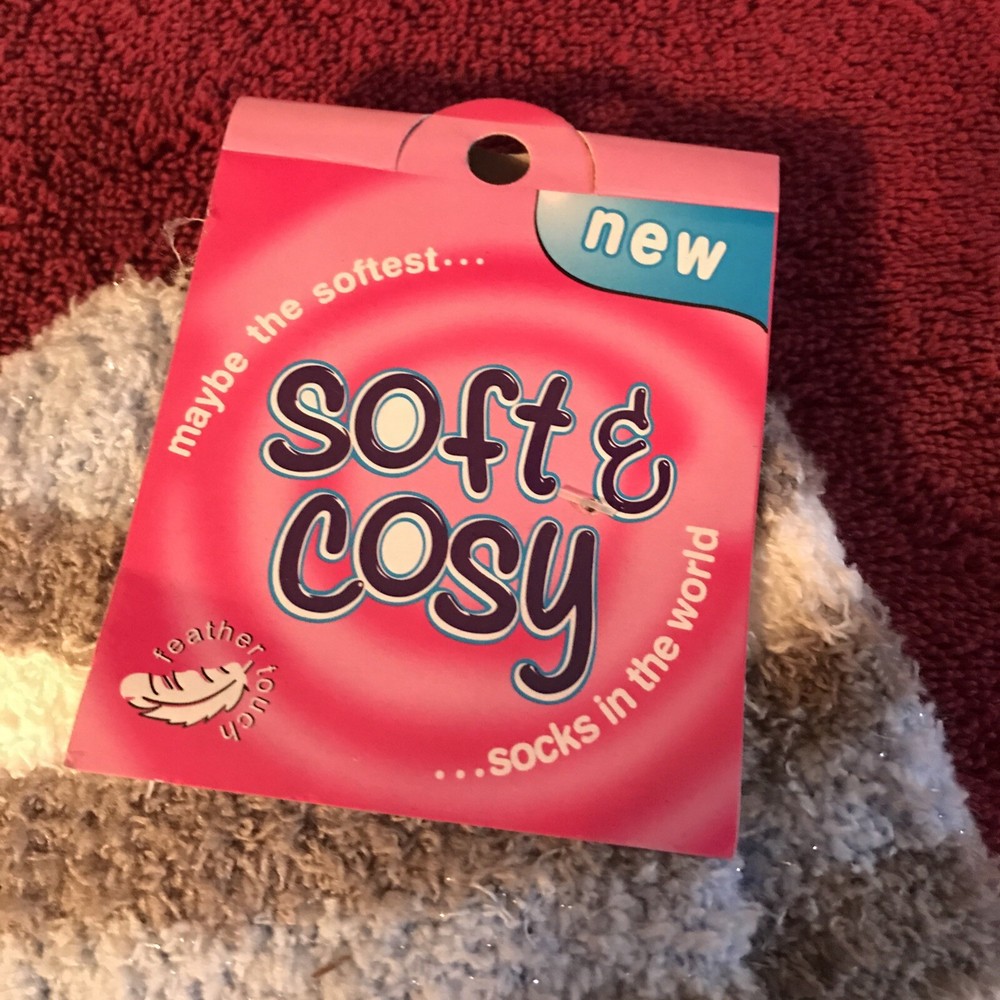 new
maybe the softest...
soft &
cosy
...socks in the world
feather touch